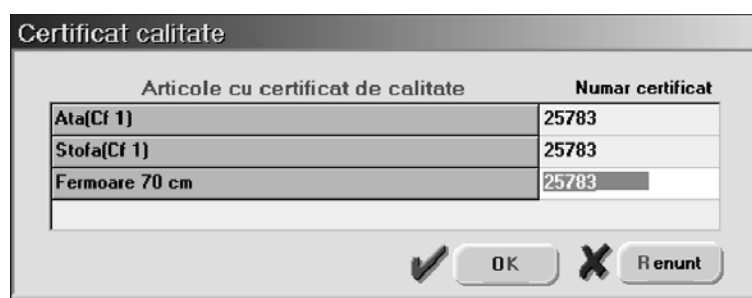 Certificat calitate
Articole cu certificat de calitate Numar certificat
Ata(Cf 1) 25783
Stofa(Cf 1) 25783
Fermoare 70 cm 25783
OK Renunt